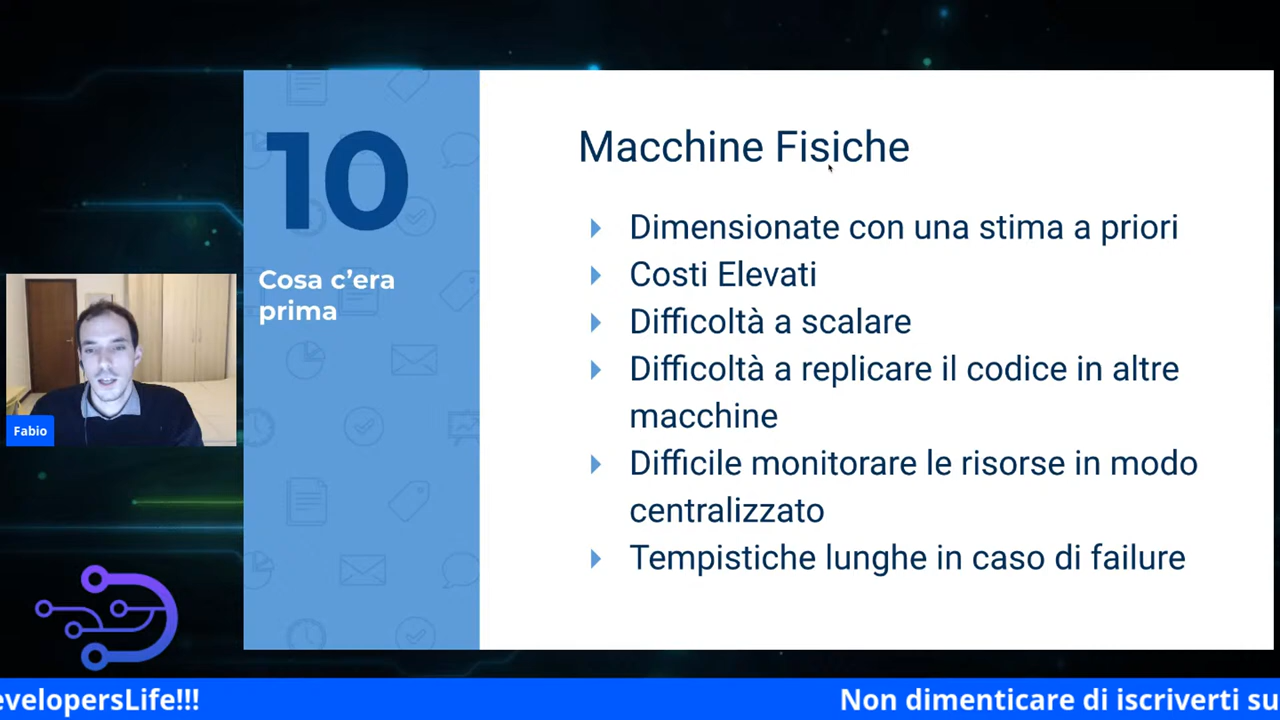 10
Cosa c'era
prima
Macchine Fisiche
Dimensionate con una stima a priori
Costi Elevati
Difficoltà a scalare
Difficoltà a replicare il codice in altre
macchine
Difficile monitorare le risorse in modo
centralizzato
Tempistiche lunghe in caso di failure
Fabio
evelopersLife!!! Non dimenticare di iscriverti su